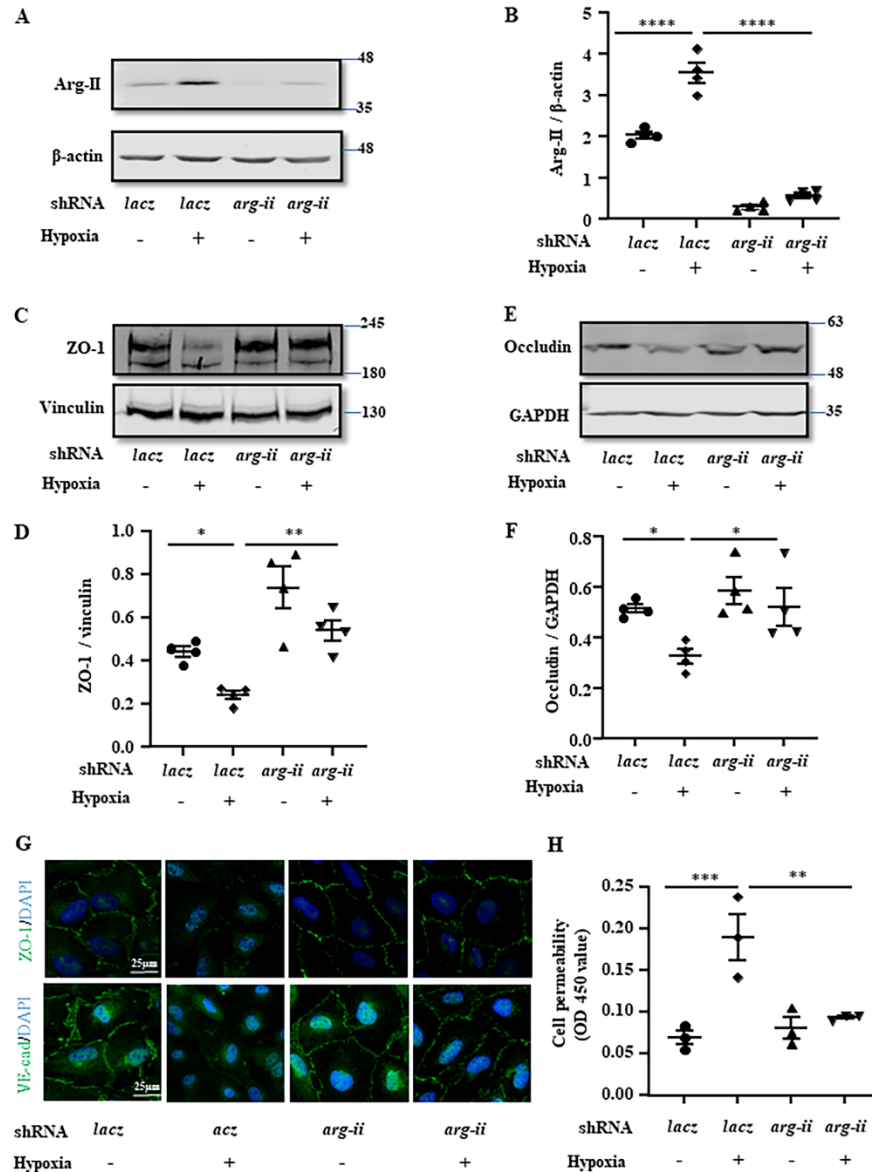 A
Arg-II
48
35
β-actin
48
shRNA lacz lacz arg-ii arg-ii
Hypoxia - + - +
B
**** ****
Arg-II / β-actin
5
4
3
2
1
0
shRNA lacz lacz arg-ii arg-ii
Hypoxia - + - +
C
ZO-1
245
180
Vinculin
130
shRNA lacz lacz arg-ii arg-ii
Hypoxia - + - +
E
Occludin
63
48
GAPDH
35
shRNA lacz lacz arg-ii arg-ii
Hypoxia - + - +
D
* **
ZO-1 / vinculin
1.0
0.8
0.6
0.4
0.2
0.0
shRNA lacz lacz arg-ii arg-ii
Hypoxia - + - +
F
* *
Occludin / GAPDH
0.8
0.6
0.4
0.2
0.0
shRNA lacz lacz arg-ii arg-ii
Hypoxia - + - +
G
ZO-1/DAPI
25μm
VE-cad/DAPI
25μm
shRNA lacz acz arg-ii arg-ii
Hypoxia - + - +
H
*** **
Cell permeability
(OD 450 value)
0.25
0.20
0.15
0.10
0.05
0.00
shRNA lacz lacz arg-ii arg-ii
Hypoxia - + - +